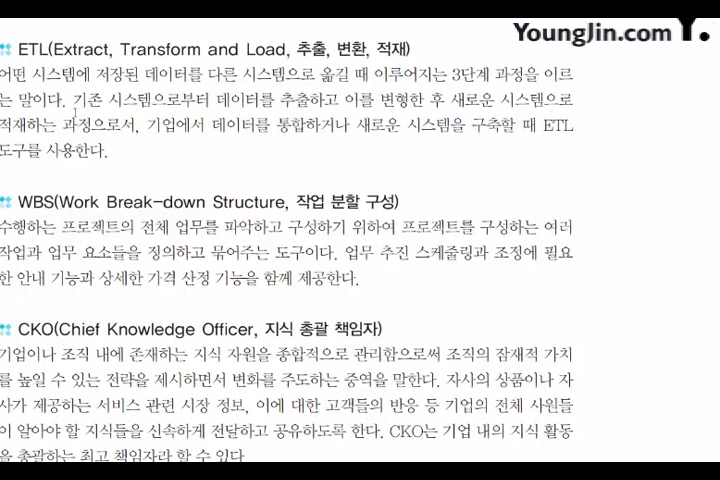 YoungJin.com Y.
ETL(Extract, Transform and Load, 추출, 변환, 적재)
어떤 시스템에 저장된 데이터를 다른 시스템으로 옮길 때 이루어지는 3단계 과정을 이르
는 말이다. 기존 시스템으로부터 데이터를 추출하고 이를 변형한 후 새로운 시스템으로
적재하는 과정으로서, 기업에서 데이터를 통합하거나 새로운 시스템을 구축할 때 ETL
도구를 사용한다.
WBS(Work Break-down Structure, 작업 분할 구성)
수행하는 프로젝트의 전체 업무를 파악하고 구성하기 위하여 프로젝트를 구성하는 여러
작업과 업무 요소들을 정의하고 묶어주는 도구이다. 업무 추진 스케줄링과 조정에 필요
한 안내 기능과 상세한 가격 산정 기능을 함께 제공한다.
CKO(Chief Knowledge Officer, 지식 총괄 책임자)
기업이나 조직 내에 존재하는 지식 자원을 종합적으로 관리함으로써 조직의 잠재적 가치
를 높일 수 있는 전략을 제시하면서 변화를 주도하는 중역을 말한다. 자사의 상품이나 자
사가 제공하는 서비스 관련 시장 정보, 이에 대한 고객들의 반응 등 기업의 전체 사원들
이 알아야 할 지식들을 신속하게 전달하고 공유하도록 한다. CKO는 기업 내의 지식 활동
을 총괄하는 최고 책임자라 할 수 있다.